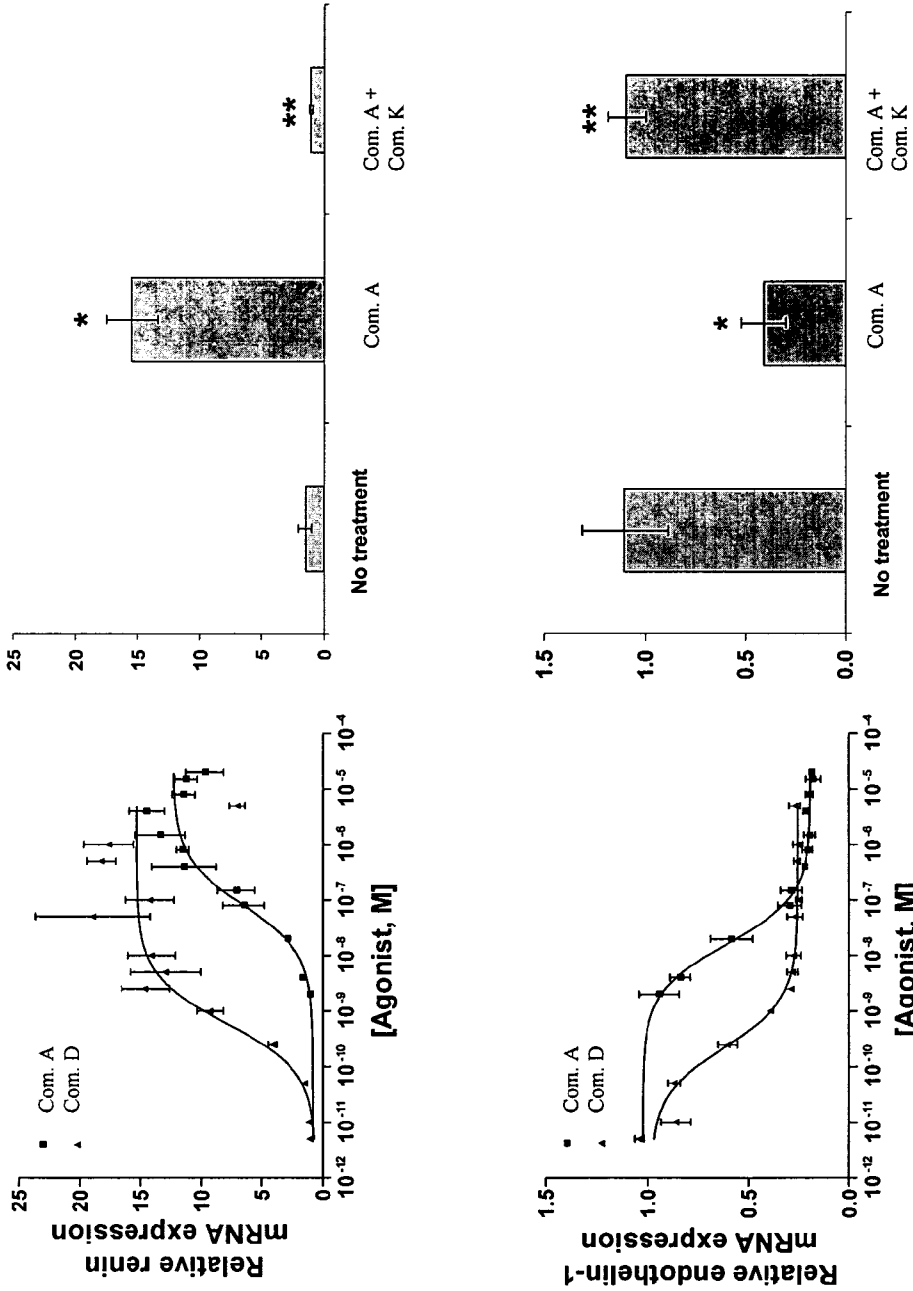 Relative renin
mRNA expression
25
20
15
10
5
0
Com. A
Com. D
10-12
10-11
10-10
10-9
10-8
10-7
10-6
10-5
10-4
[Agonist, M]
25
20
15
10
5
0
*
**
No treatment
Com. A
Com. A +
Com. K
Relative endothelin-1
mRNA expression
1.5
1.0
0.5
0.0
Com. A
Com. D
10-12
10-11
10-10
10-9
10-8
10-7
10-6
10-5
10-4
[Agonist, M]
1.5
1.0
0.5
0.0
*
**
No treatment
Com. A
Com. A +
Com. K